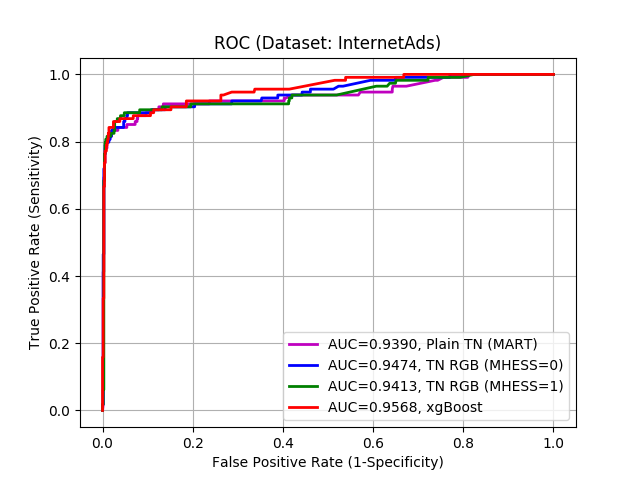 ROC (Dataset: InternetAds)
1.0
0.8
0.6
0.4
0.2
0.0
True Positive Rate (Sensitivity)
AUC=0.9390, Plain TN (MART)
AUC=0.9474, TN RGB (MHESS=0)
AUC=0.9413, TN RGB (MHESS=1)
AUC=0.9568, xgBoost
0.0 0.2 0.4 0.6 0.8 1.0
False Positive Rate (1-Specificity)